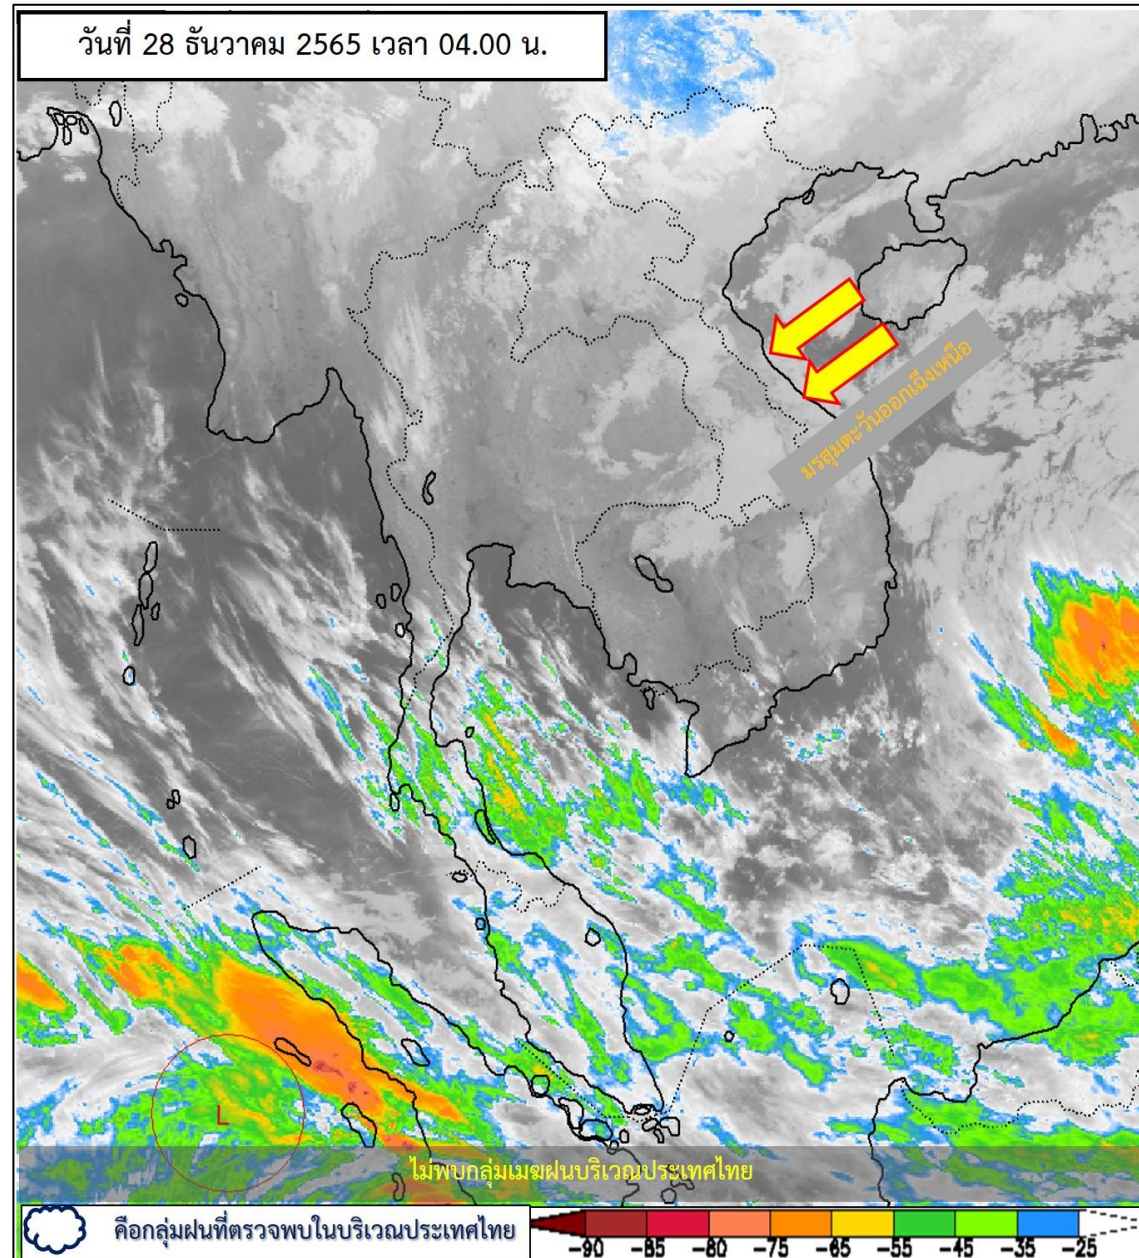 วันที่ 28 ธันวาคม 2565 เวลา 04.00 น.
มรสุมตะวันออกเฉียงเหนือ
L
ไม่พบกลุ่มเมฆฝนบริเวณประเทศไทย
คือกลุ่มฝนที่ตรวจพบในบริเวณประเทศไทย
-90 -85 -80 -75 -65 -55 -45 -35 -25